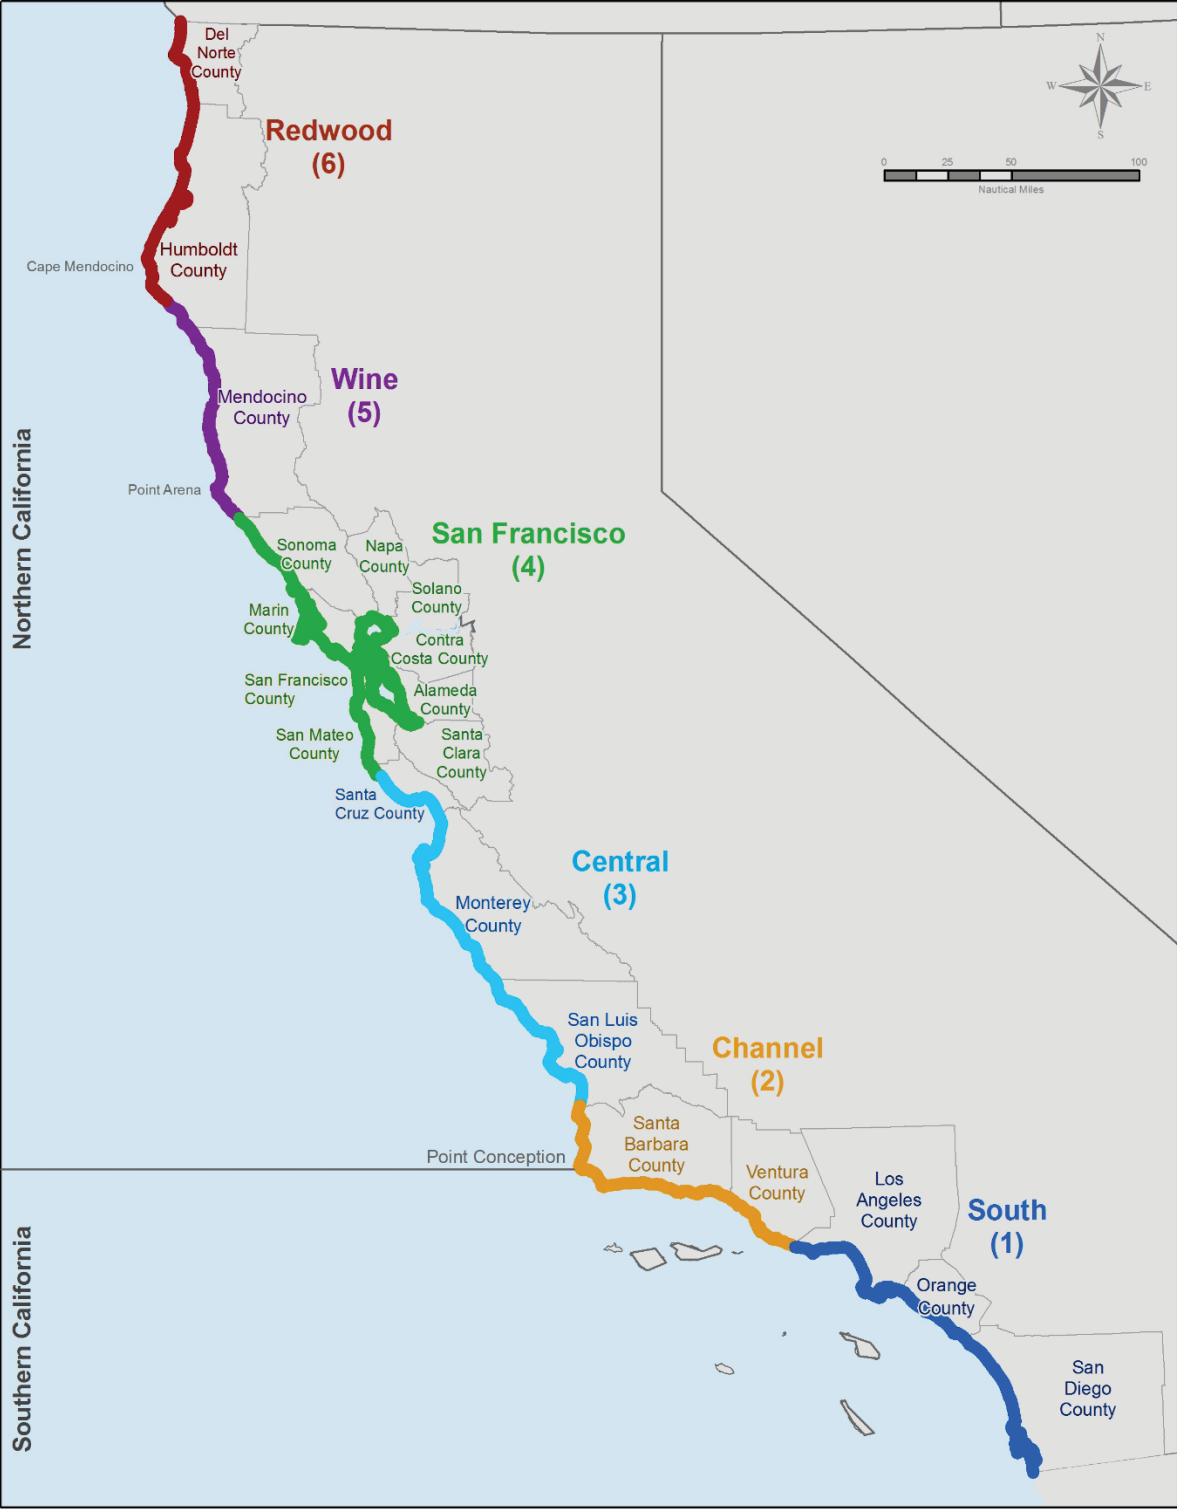 Del
Norte
County
N
W
E
S
Redwood
(6)
0
25
50
100
Nautical Miles
Humboldt
County
Cape Mendocino
Wine
(5)
Mendocino
County
Northern California
Point Arena
San Francisco
(4)
Sonoma
County
Napa
County
Solano
County
Marin
County
Contra
Costa County
San Francisco
County
Alameda
County
San Mateo
County
Santa
Clara
County
Santa
Cruz County
Central
(3)
Monterey
County
San Luis
Obispo
County
Channel
(2)
Santa
Barbara
County
Point Conception
Ventura
County
Los
Angeles
County
South
(1)
Southern California
Orange
County
San
Diego
County